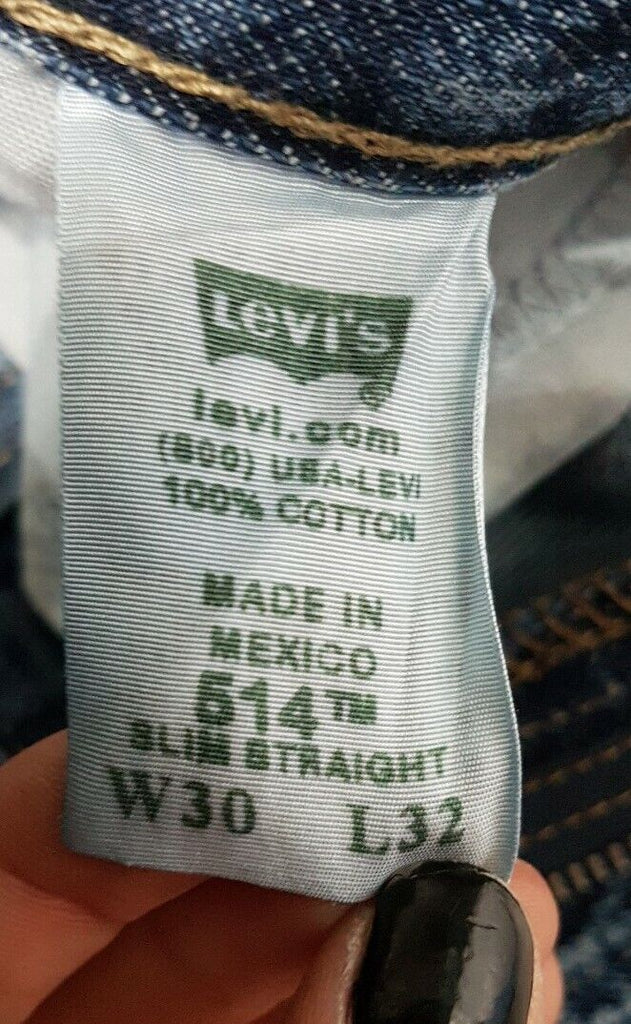 Levi's
®
levi.com
(800) USA-LEVI
100% COTTON
MADE IN
MEXICO
514™
SLIM STRAIGHT
W30 L32